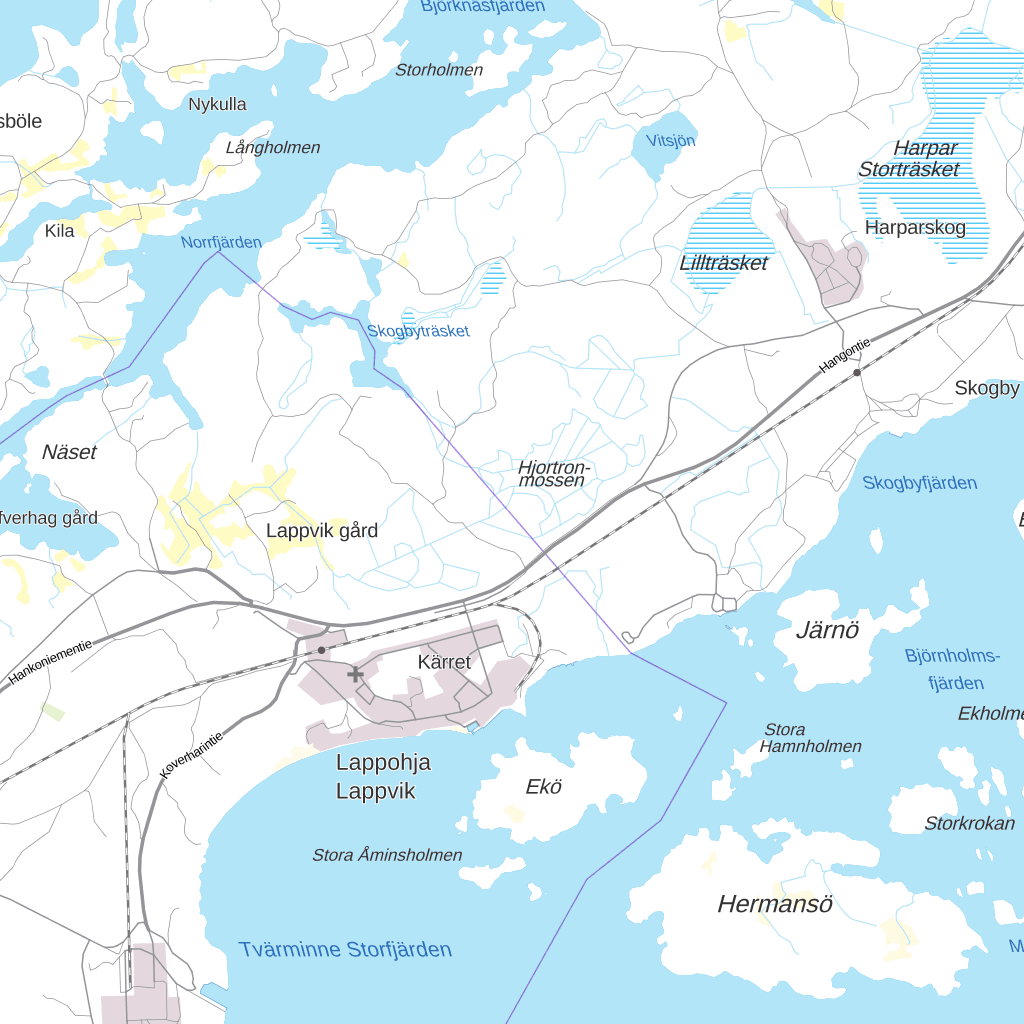 Björknäsfjärden
Storholmen
Nykulla
sböle
Långholmen
Vitsjön
Harpar
Storträsket
Kila
Norrfjärden
Harparskog
Lillträsket
Skogbyträsket
Hangontie
Skogby
Näset
Hjortron-
mossen
Skogbyfjärden
fverhag gård
Lappvik gård
Järnö
Hankoniementie
Kärret
Björnholms-
fjärden
Ekholme
Stora
Hamnholmen
Koverharintie
Lappohja
Lappvik
Ekö
Storkrokan
Stora Åminsholmen
Hermansö
Tvärminne Storfjärden